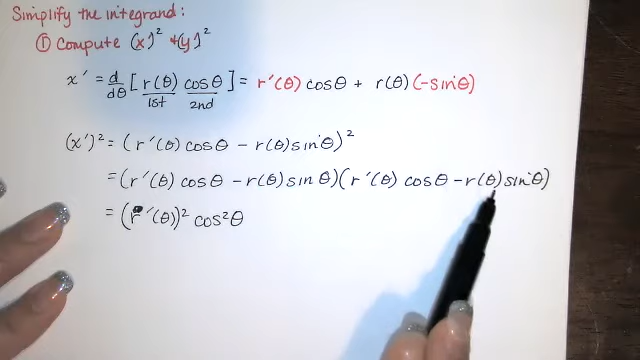 Simplify the integrand:
① Compute (x)² + (y)²
x' = d/dθ [r(θ) cosθ] = r'(θ) cosθ + r(θ)(-sinθ)
1st 2nd
(x')² = (r'(θ) cosθ - r(θ) sinθ)²
= (r'(θ) cosθ - r(θ) sinθ)(r'(θ) cosθ - r(θ) sinθ)
= (r'(θ))² cos²θ